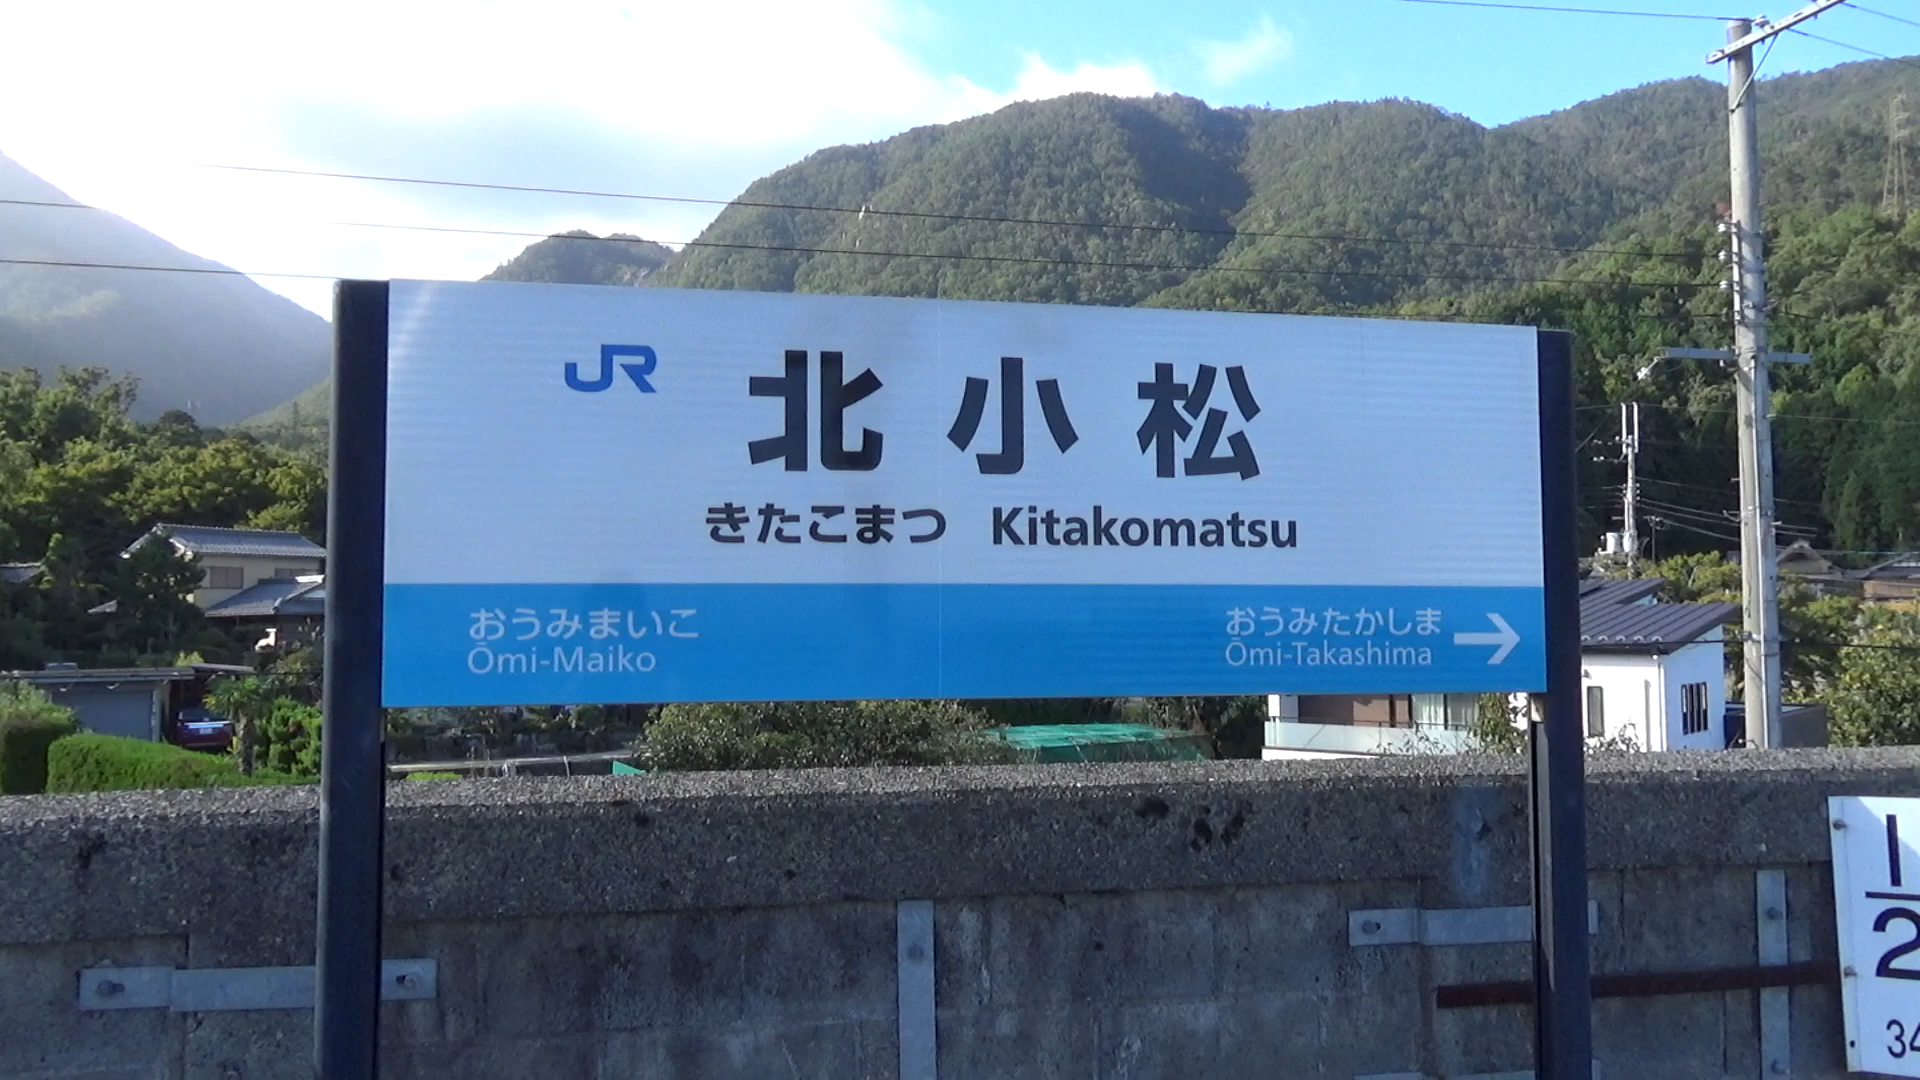 JR 北小松
きたこまつ Kitakomatsu
おうみまいこ
Ōmi-Maiko
おうみたかしま →
Ōmi-Takashima
1
2